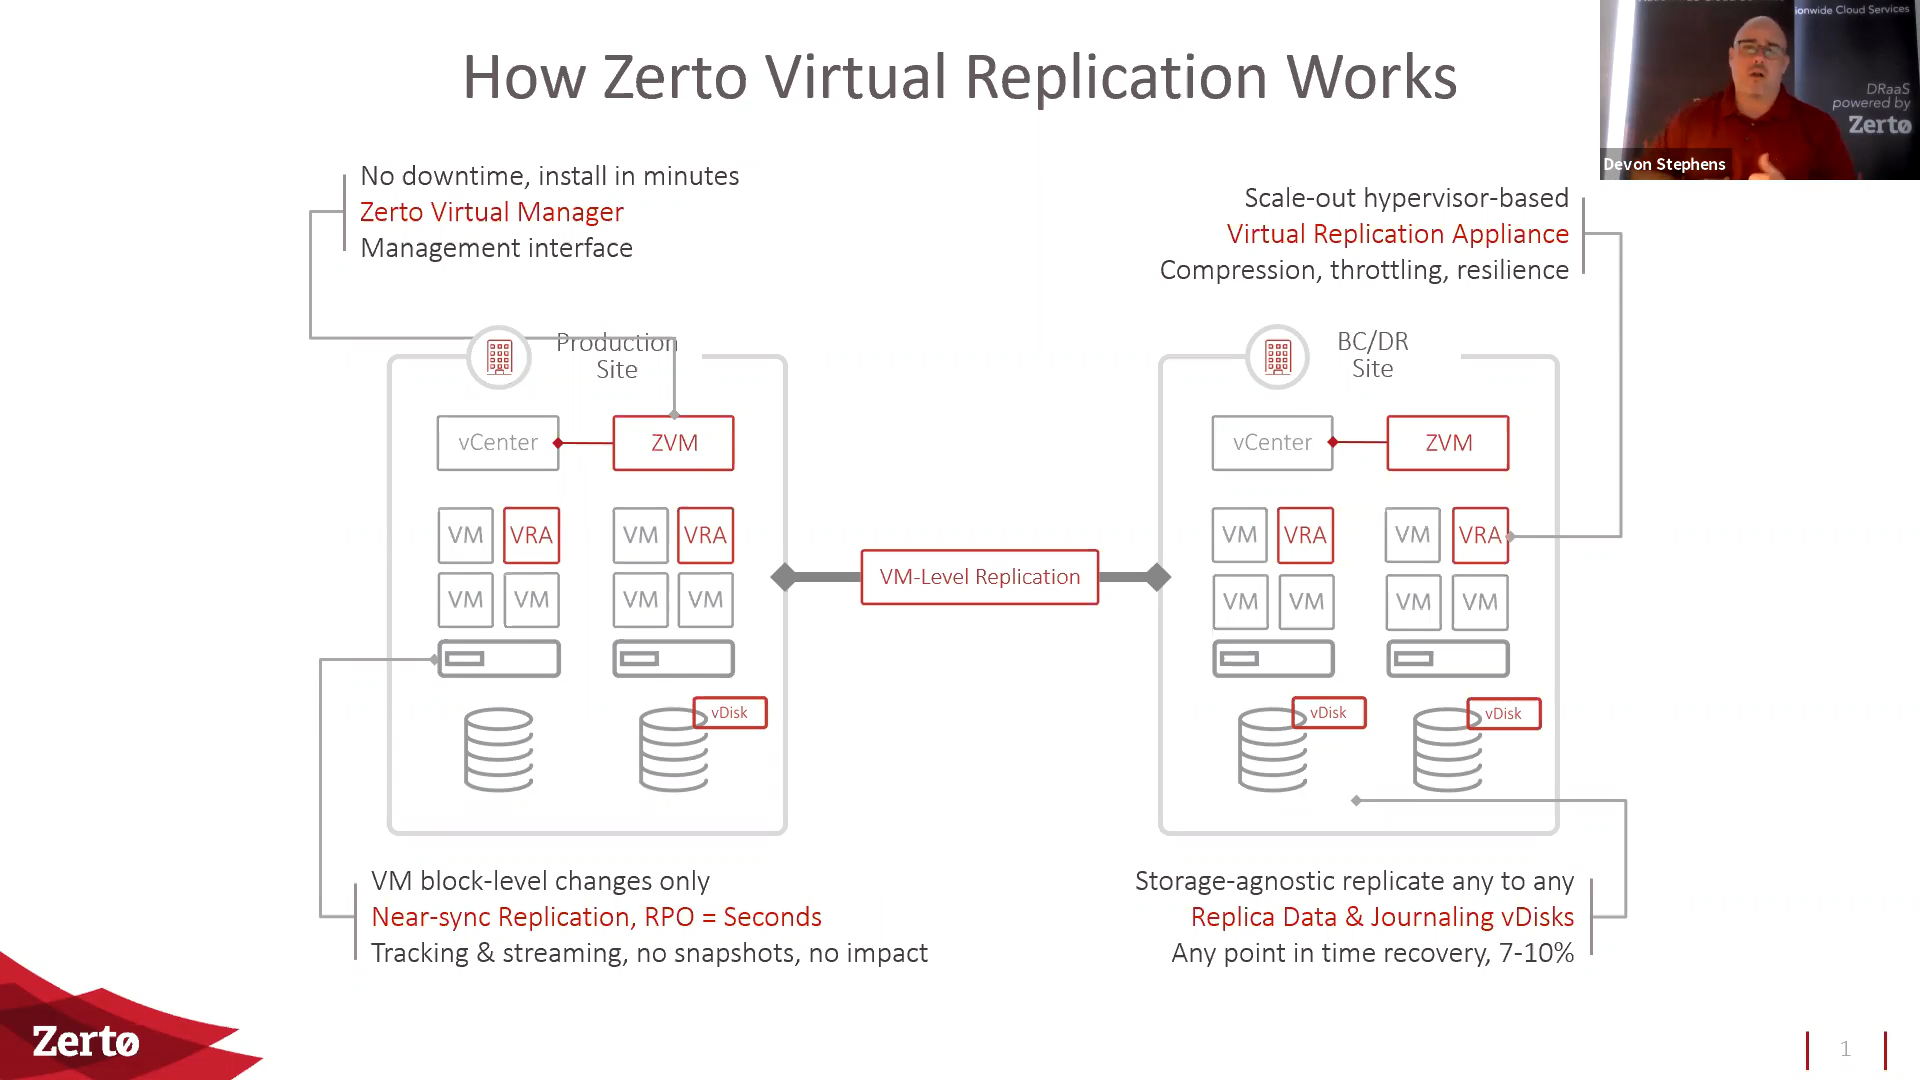 How Zerto Virtual Replication Works
ionwide Cloud Services
DRaaS
powered by
Zertø
Devon Stephens
No downtime, install in minutes
Zerto Virtual Manager
Management interface
Scale-out hypervisor-based
Virtual Replication Appliance
Compression, throttling, resilience
Production
Site
BC/DR
Site
vCenter
ZVM
vCenter
ZVM
VM VRA VM VRA
VM VRA VM VRA
VM-Level Replication
VM VM VM VM
VM VM VM VM
vDisk
vDisk
vDisk
VM block-level changes only
Near-sync Replication, RPO = Seconds
Tracking & streaming, no snapshots, no impact
Storage-agnostic replicate any to any
Replica Data & Journaling vDisks
Any point in time recovery, 7-10%
Zertø
1